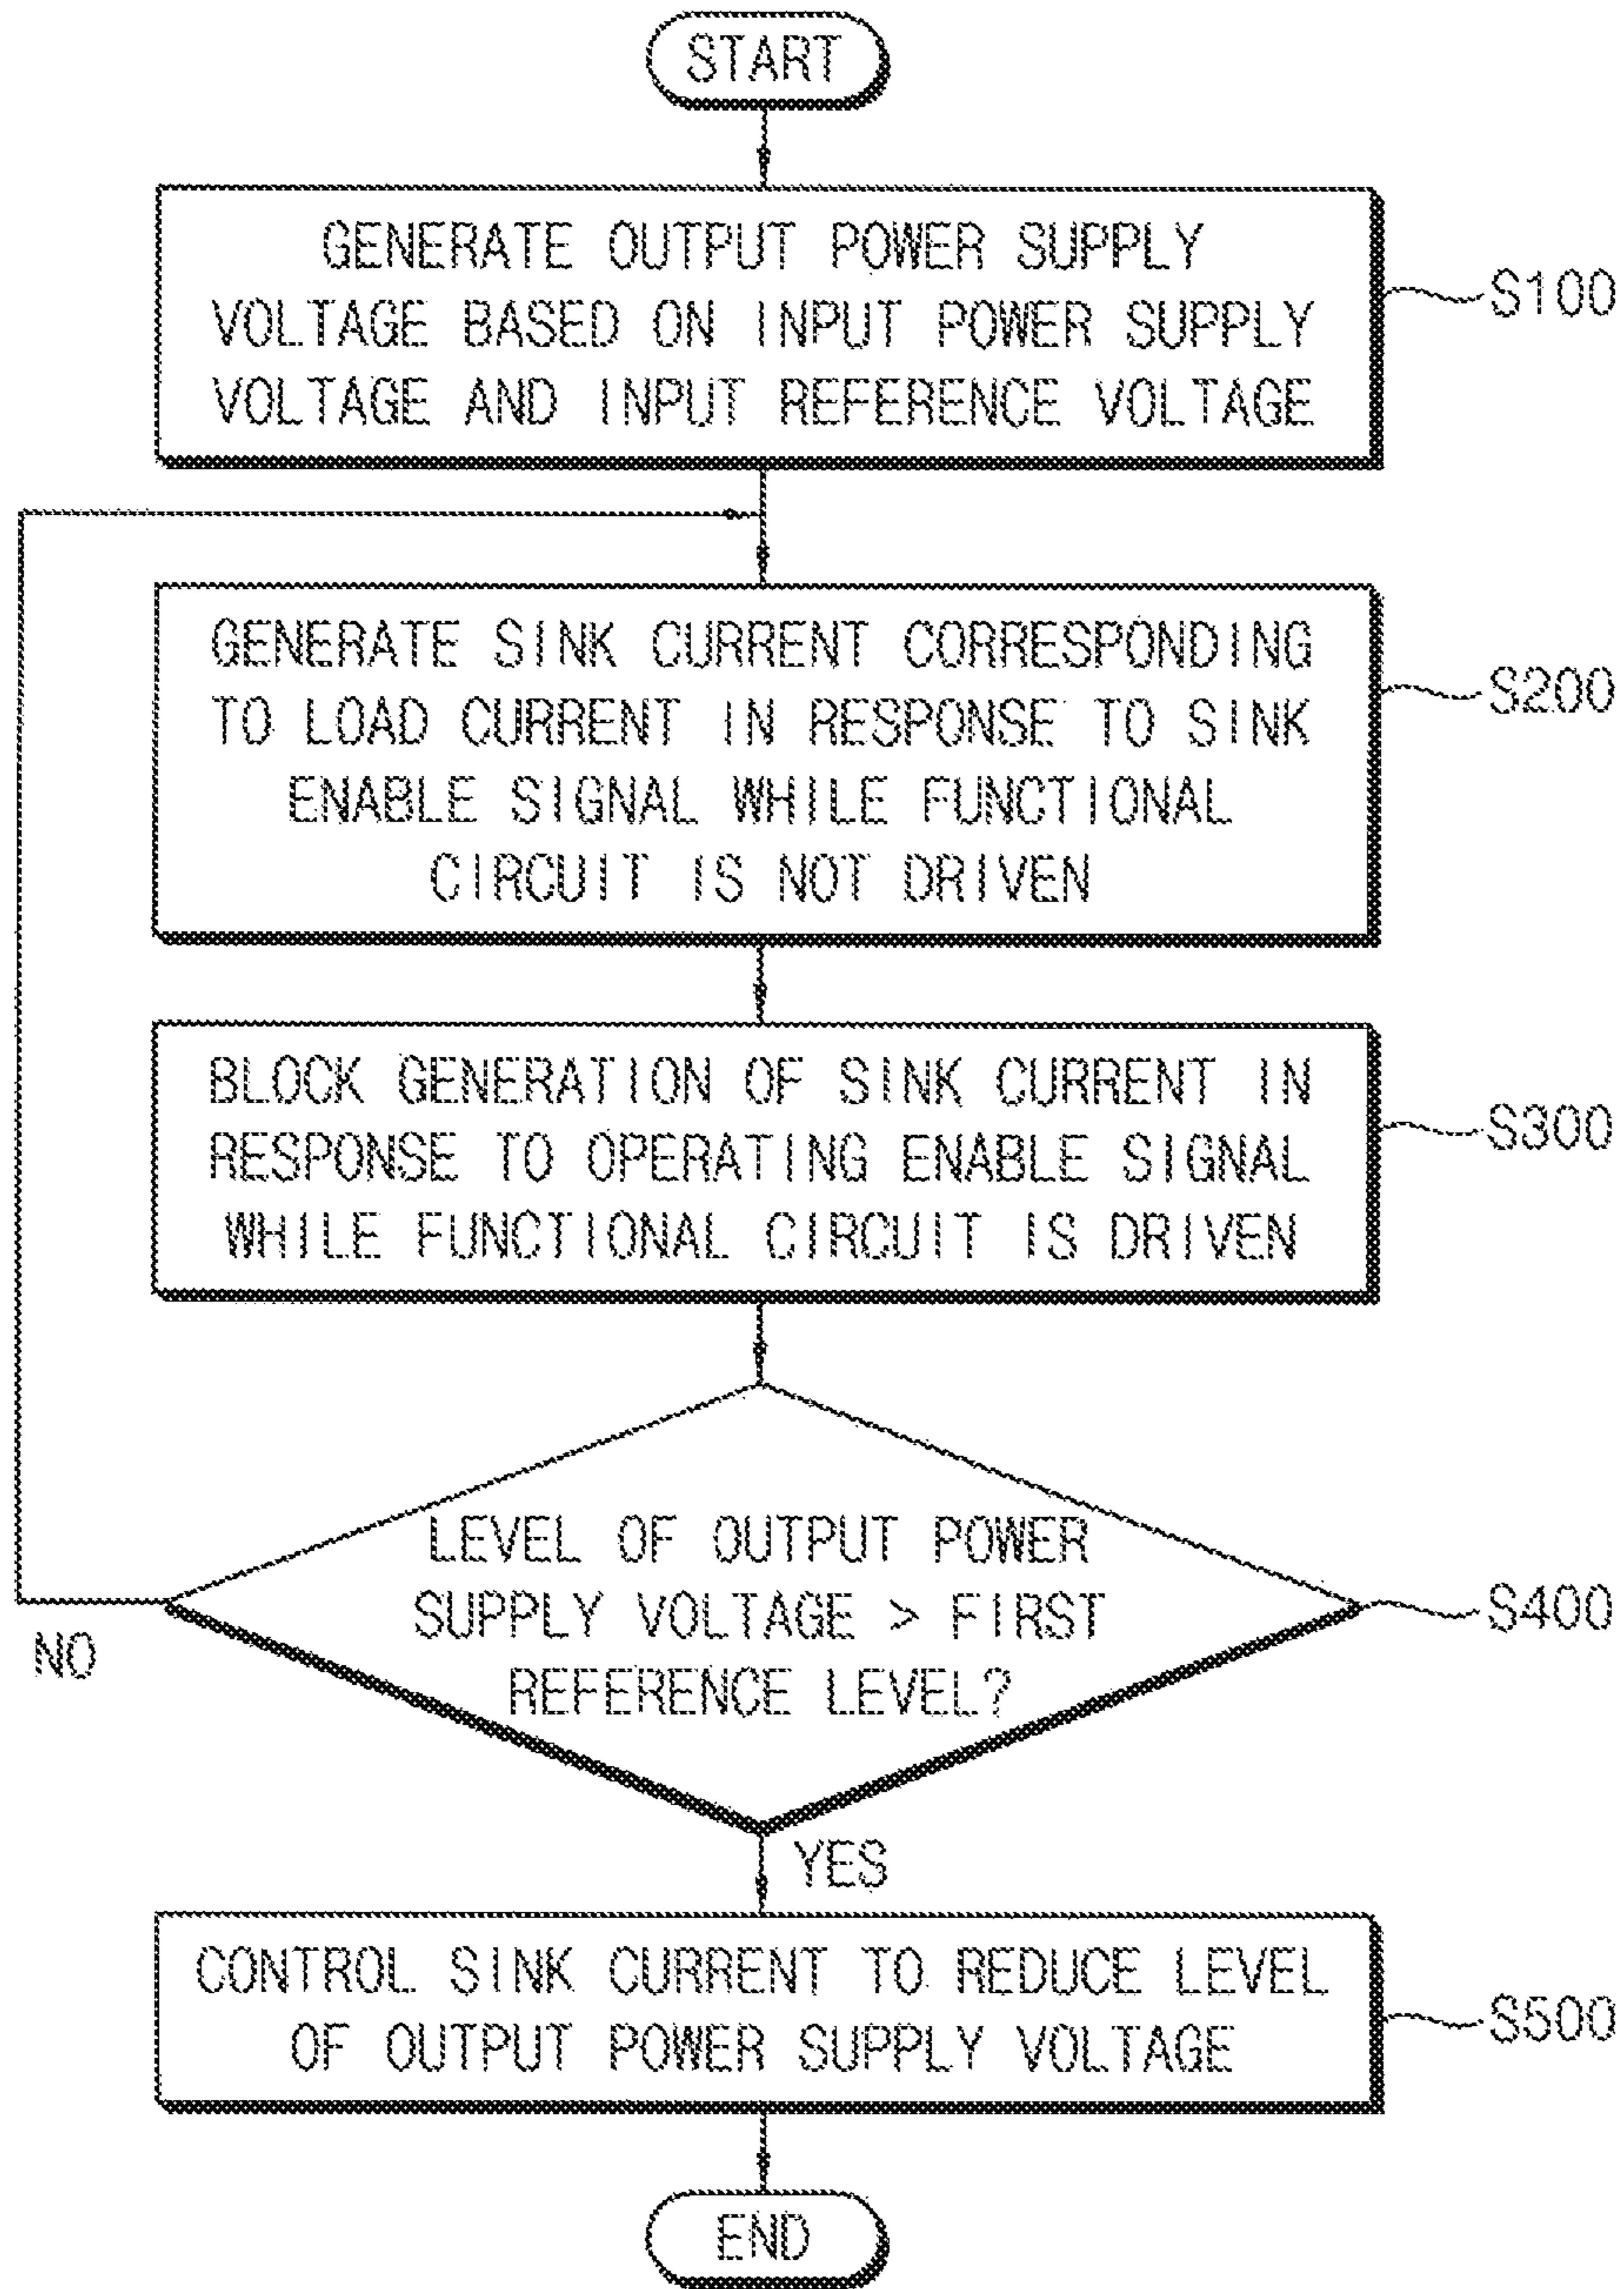 START
GENERATE OUTPUT POWER SUPPLY
VOLTAGE BASED ON INPUT POWER SUPPLY
VOLTAGE AND INPUT REFERENCE VOLTAGE
S100
GENERATE SINK CURRENT CORRESPONDING
TO LOAD CURRENT IN RESPONSE TO SINK
ENABLE SIGNAL WHILE FUNCTIONAL
CIRCUIT IS NOT DRIVEN
S200
BLOCK GENERATION OF SINK CURRENT IN
RESPONSE TO OPERATING ENABLE SIGNAL
WHILE FUNCTIONAL CIRCUIT IS DRIVEN
S300
LEVEL OF OUTPUT POWER
SUPPLY VOLTAGE > FIRST
REFERENCE LEVEL?
S400
NO
YES
CONTROL SINK CURRENT TO REDUCE LEVEL
OF OUTPUT POWER SUPPLY VOLTAGE
S500
END